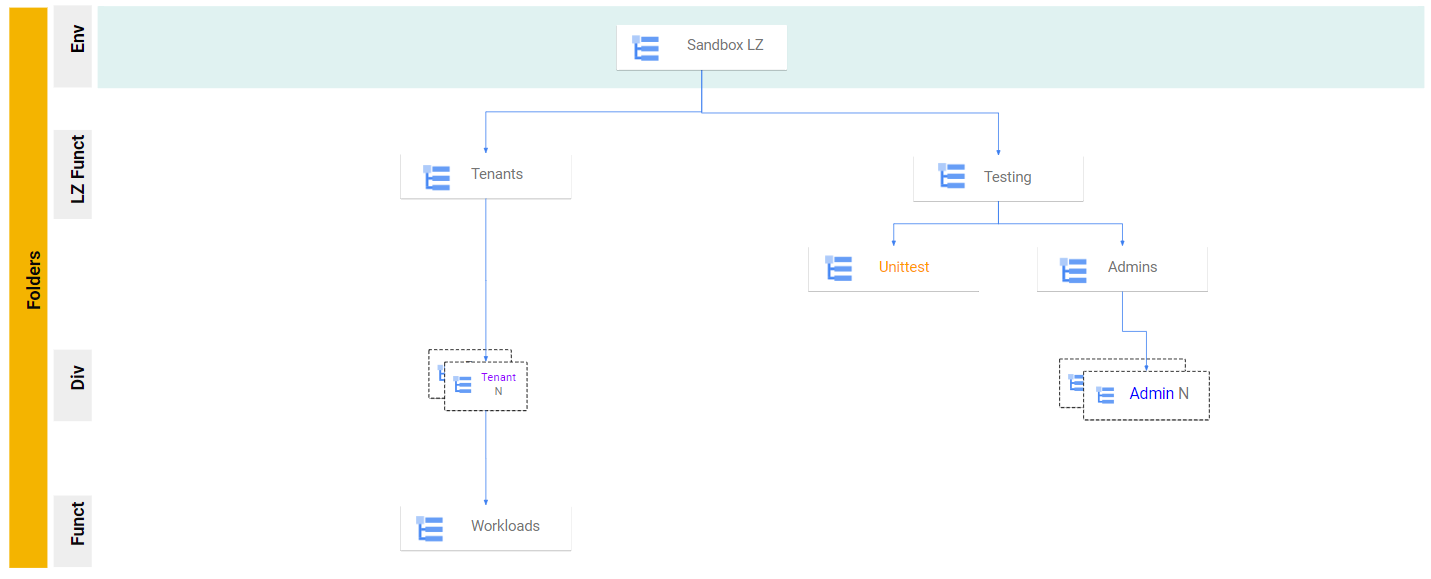 Env
Sandbox LZ
LZ Funct
Tenants
Testing
Folders
Unittest
Admins
Div
Tenant
N
Admin N
Funct
Workloads